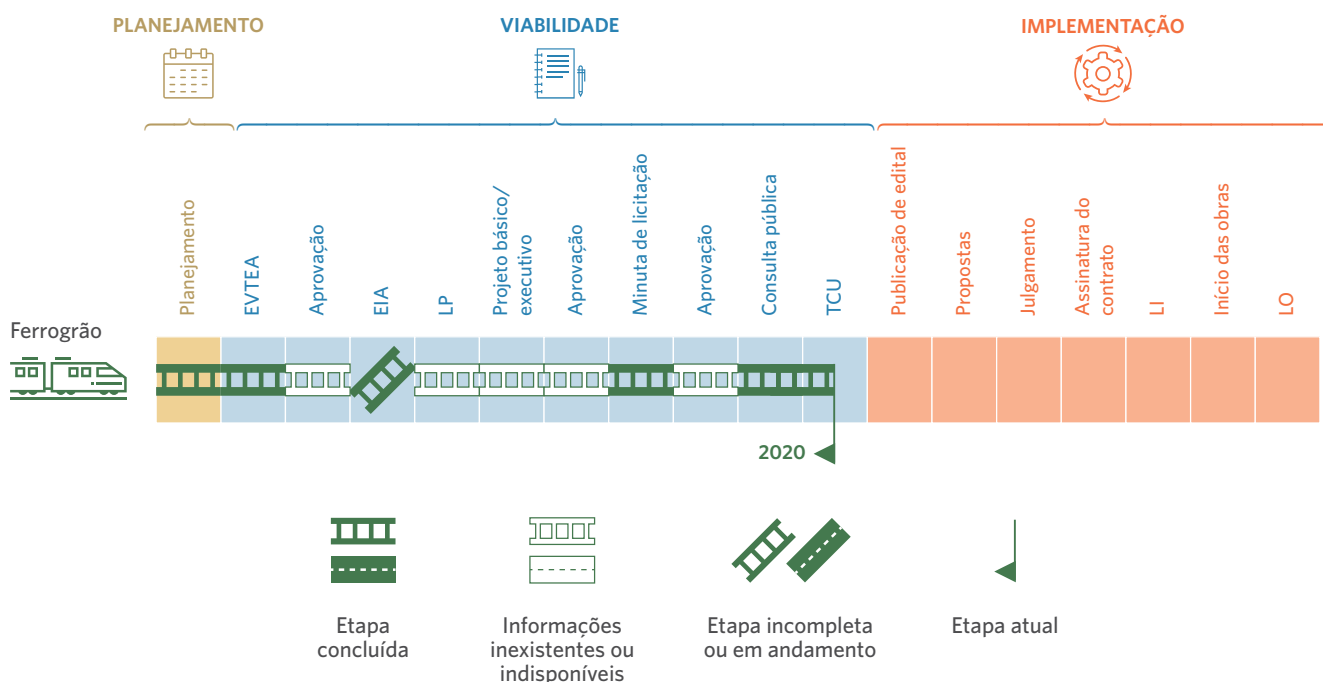 PLANEJAMENTO
VIABILIDADE
IMPLEMENTAÇÃO
Planejamento
EVTEA
Aprovação
EIA
LP
Projeto básico/
executivo
Aprovação
Minuta de licitação
Aprovação
Consulta pública
TCU
Publicação de edital
Propostas
Julgamento
Assinatura do
contrato
LI
Início das obras
LO
Ferrogrão
2020
Etapa
concluída
Informações
inexistentes ou
indisponíveis
Etapa incompleta
ou em andamento
Etapa atual